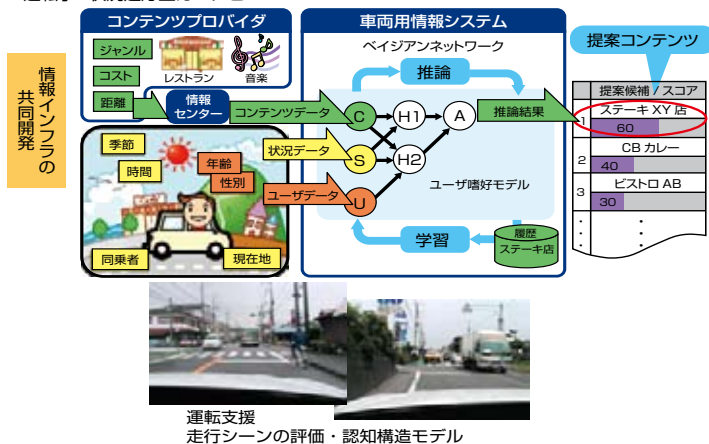 コンテンツプロバイダ
ジャンル
コスト
距離
レストラン
音楽
情報
センター
情報インフラの
共同開発
季節
時間
年齢
性別
同乗者
現在地
車両用情報システム
ベイジアンネットワーク
推論
コンテンツデータ
状況データ
ユーザデータ
C
S
U
H1
H2
A
推論結果
ユーザ嗜好モデル
学習
履歴
ステーキ店
提案コンテンツ
提案候補/スコア
1
ステーキ XY 店
60
2
CB カレー
40
3
ビストロ AB
30
運転支援
走行シーンの評価・認知構造モデル